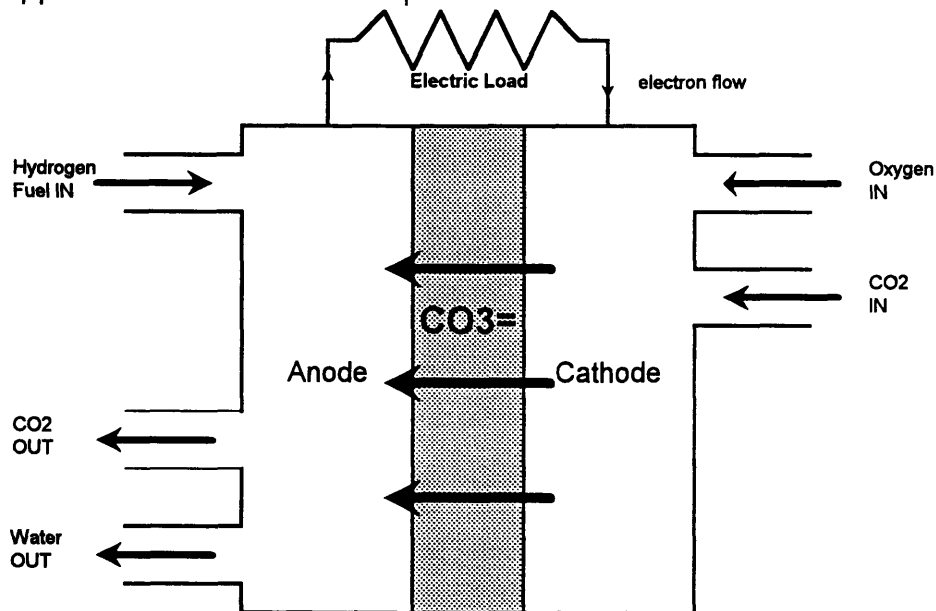 Electric Load
electron flow
Hydrogen
Fuel IN
Oxygen
IN
CO2
IN
CO3=
Anode
Cathode
CO2
OUT
Water
OUT